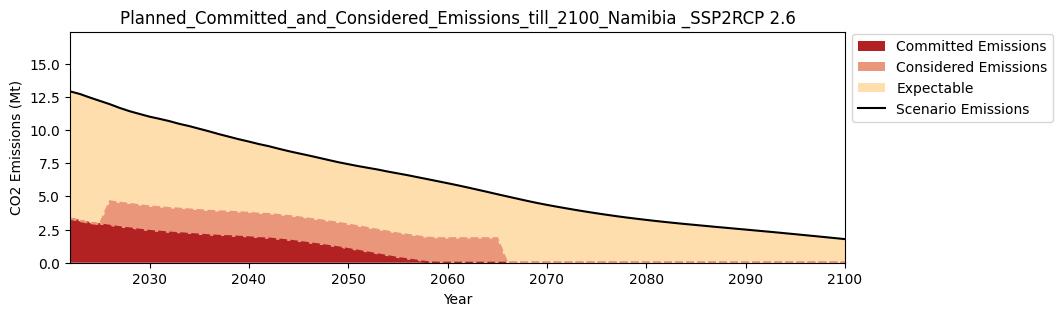 Planned_Committed_and_Considered_Emissions_till_2100_Namibia _SSP2RCP 2.6
CO2 Emissions (Mt)
15.0
12.5
10.0
7.5
5.0
2.5
0.0
2030 2040 2050 2060 2070 2080 2090 2100
Year
Committed Emissions
Considered Emissions
Expectable
Scenario Emissions